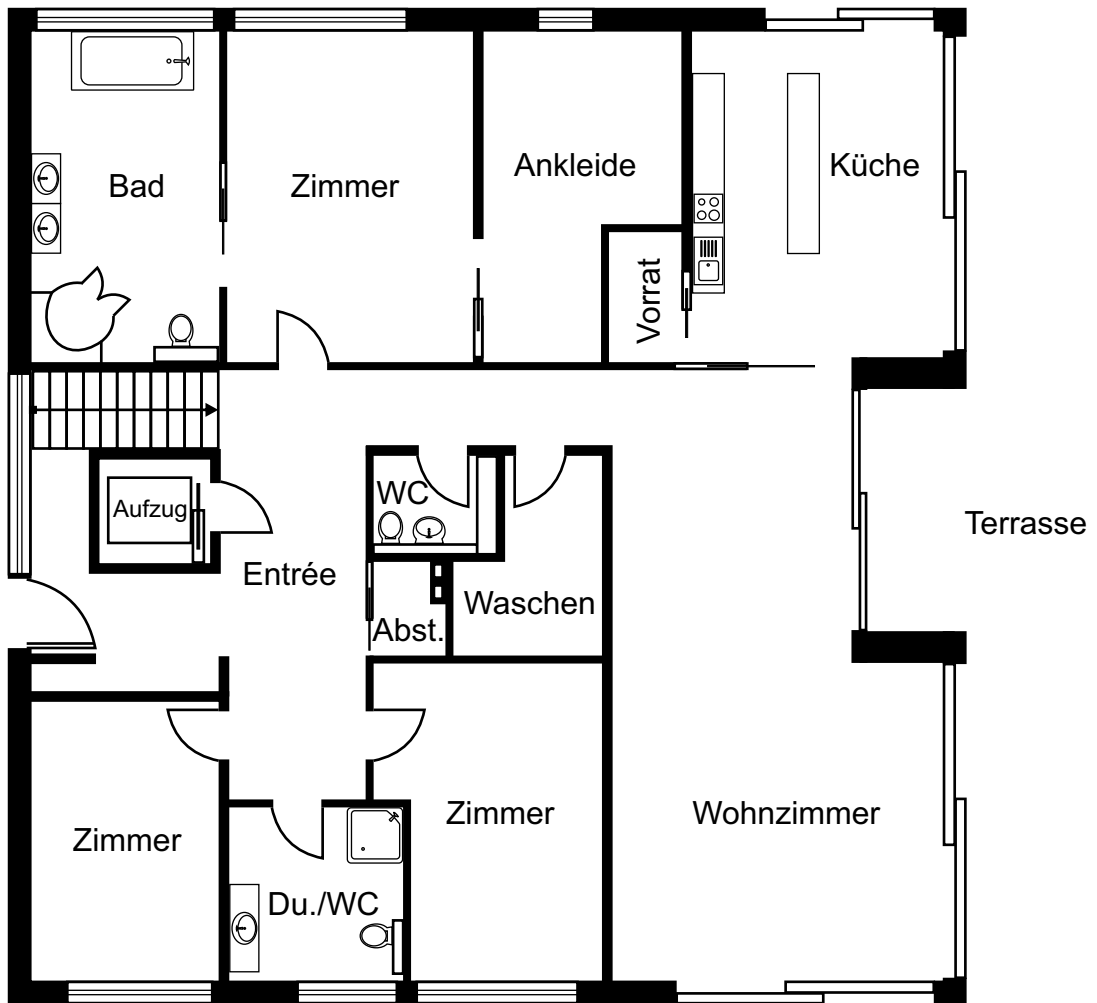 Ankleide
Küche
Bad
Zimmer
Vorrat
WC
Aufzug
Terrasse
Entrée
Waschen
Abst.
Zimmer
Wohnzimmer
Zimmer
Du./WC